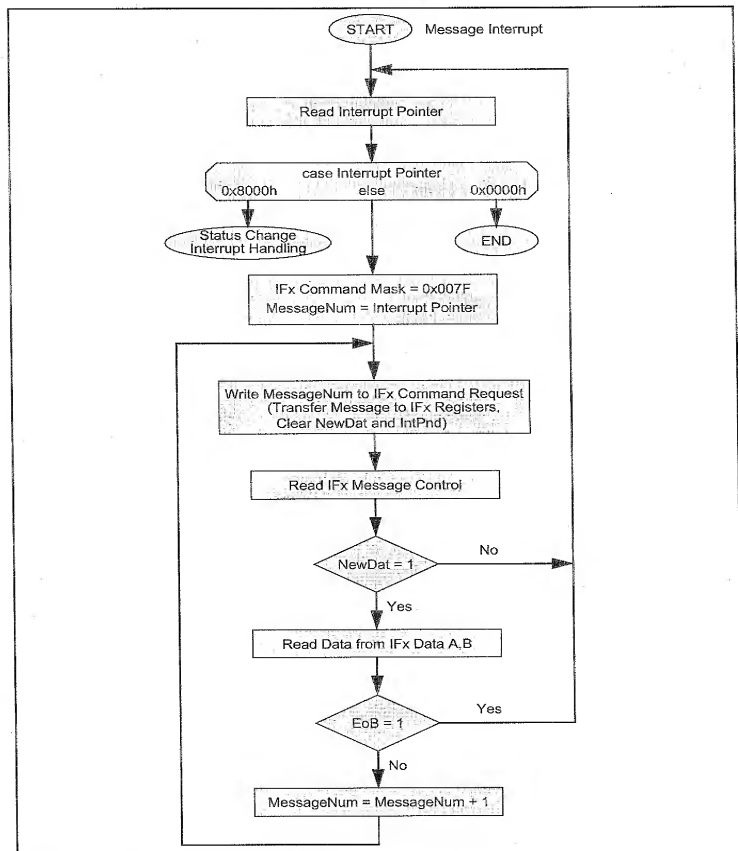 START
Message Interrupt
Read Interrupt Pointer
case Interrupt Pointer
0x8000h
else
0x0000h
Status Change
Interrupt Handling
END
IFx Command Mask = 0x007F
MessageNum = Interrupt Pointer
Write MessageNum to IFx Command Request
(Transfer Message to IFx Registers,
Clear NewDat and IntPnd)
Read IFx Message Control
NewDat = 1
No
Yes
Read Data from IFx Data A,B
EoB = 1
Yes
No
MessageNum = MessageNum + 1